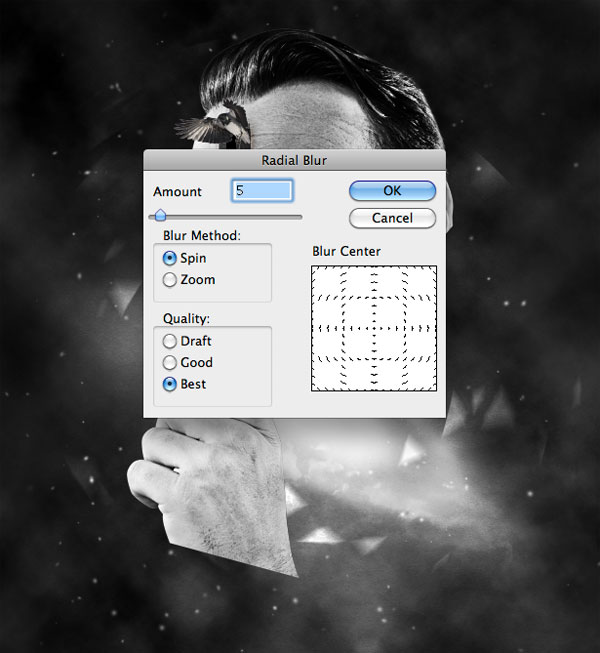 Radial Blur
Amount 5 OK
Cancel
Blur Method:
Spin
Zoom
Blur Center
Quality:
Draft
Good
Best